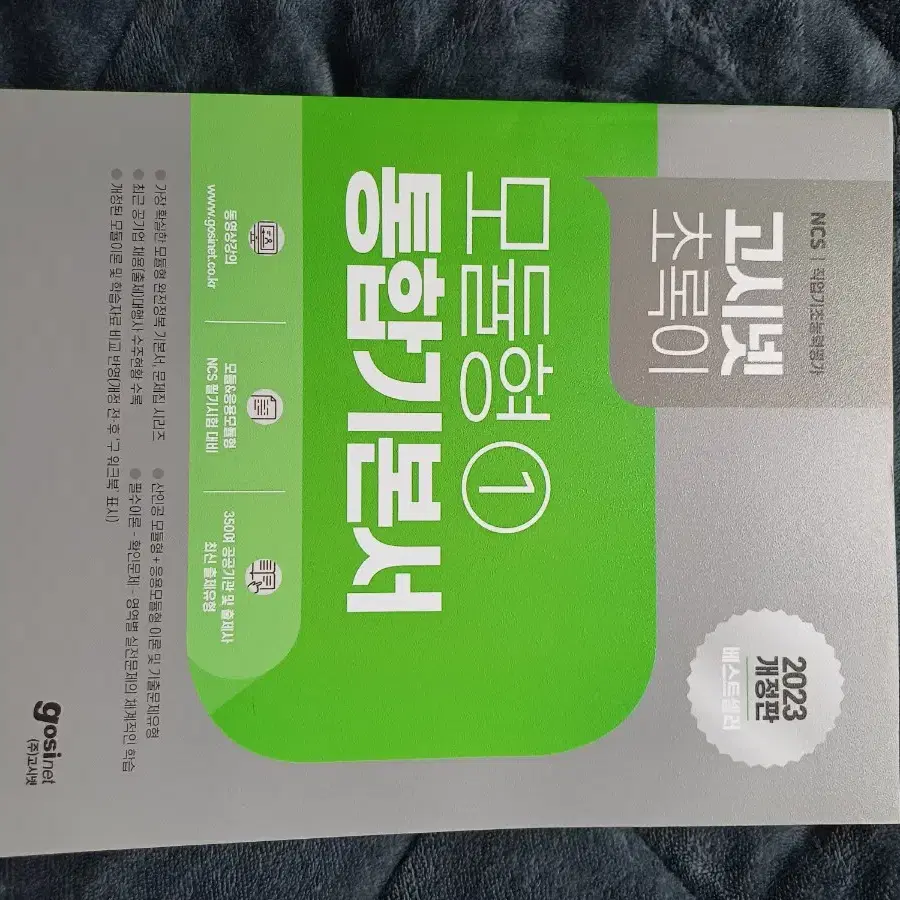 NCS | 직업기초능력평가
고시넷
초록이
2023
개정판
베스트셀러
모듈형 ①
통합기본서
동영상강의
www.gosinet.co.kr
모듈&응용모듈형
NCS 필기시험 대비
350여 공공기관 및 출제사
최신 출제유형
가장 확실한 모듈형 완전정복 기본서, 문제집 시리즈
최근 공기업 채용(출제)대행사 수주현황 수록
개정된 모듈이론 및 학습자료 비교 반영(개정 전·후 '구 워크북' 표시)
산인공 모듈형 + 응용모듈형 이론 및 기출문제유형
필수이론 - 확인문제 - 영역별 실전문제의 체계적인 학습
gosinet
(주)고시넷